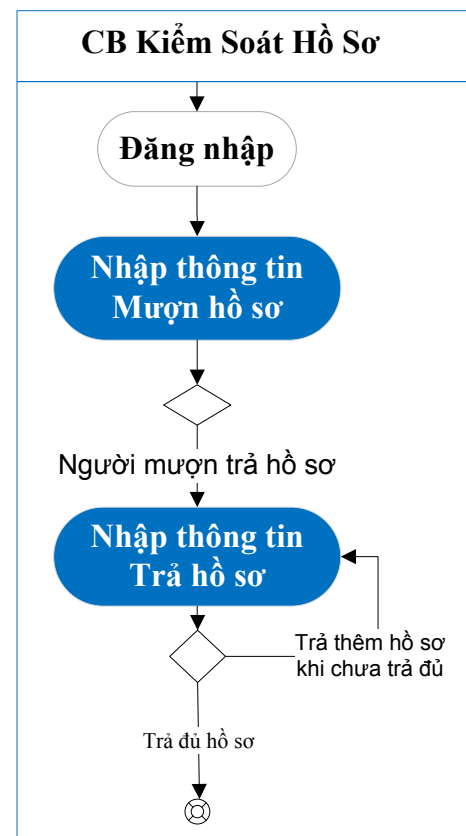 CB Kiểm Soát Hồ Sơ
Đăng nhập
Nhập thông tin
Mượn hồ sơ
Người mượn trả hồ sơ
Nhập thông tin
Trả hồ sơ
Trả thêm hồ sơ
khi chưa trả đủ
Trả đủ hồ sơ